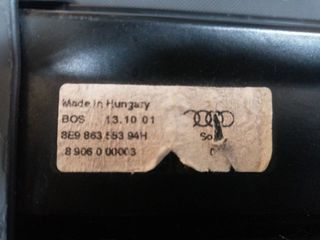 Made in Hungary
BOS 13.10 01
8E9 863 553 94H
8 906 0 00003